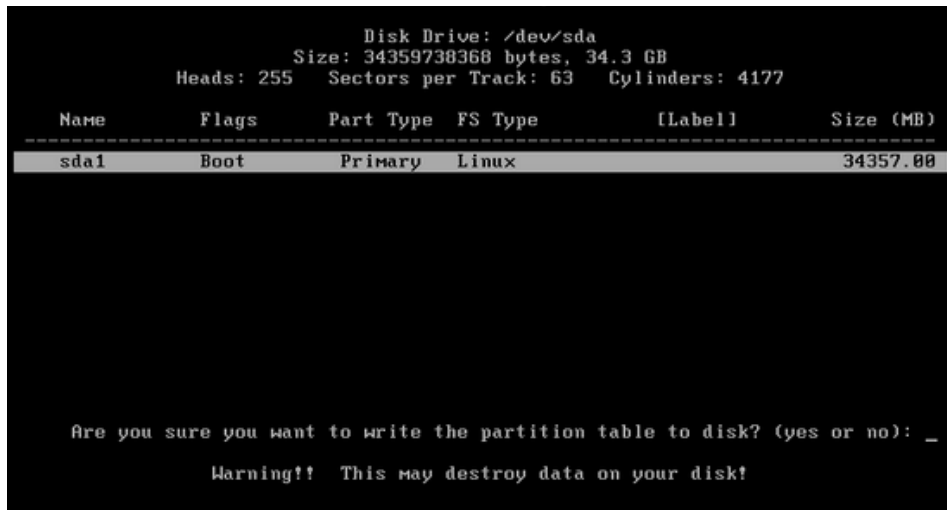 Disk Drive: /dev/sda
Size: 34359738368 bytes, 34.3 GB
Heads: 255 Sectors per Track: 63 Cylinders: 4177
Name Flags Part Type FS Type [Label] Size (MB)
------------------------------------------------------------------------------
sda1 Boot Primary Linux 34357.00
Are you sure you want to write the partition table to disk? (yes or no): _
Warning!! This may destroy data on your disk!